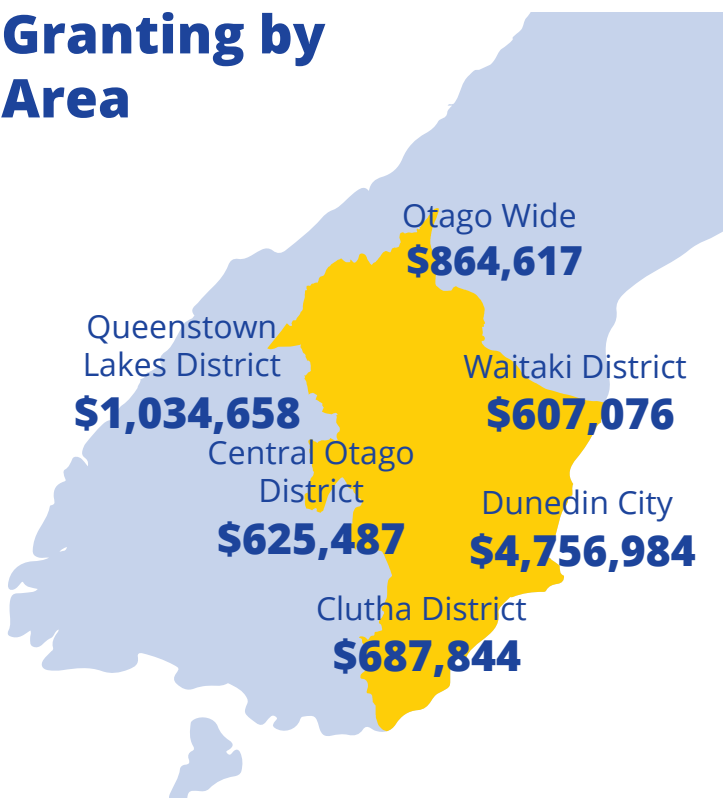 Granting by
Area
Otago Wide
$864,617
Queenstown
Lakes District
$1,034,658
Waitaki District
$607,076
Central Otago
District
$625,487
Dunedin City
$4,756,984
Clutha District
$687,844